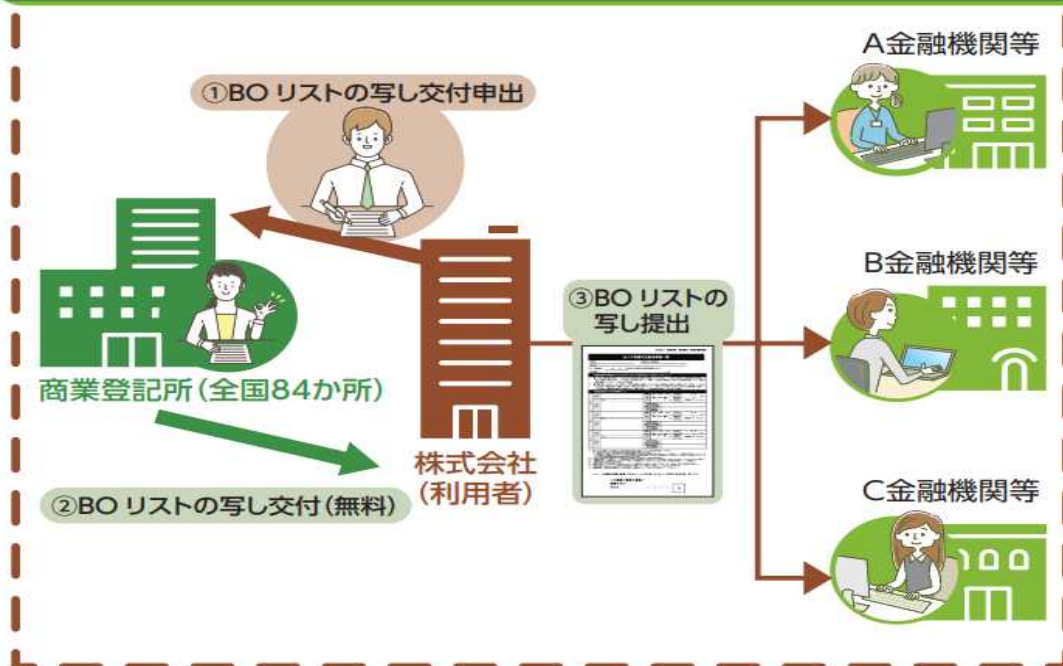 A金融機関等
①BO リストの写し交付申出
B金融機関等
③BO リストの
写し提出
商業登記所(全国84か所)
株式会社
(利用者)
②BO リストの写し交付(無料)
C金融機関等